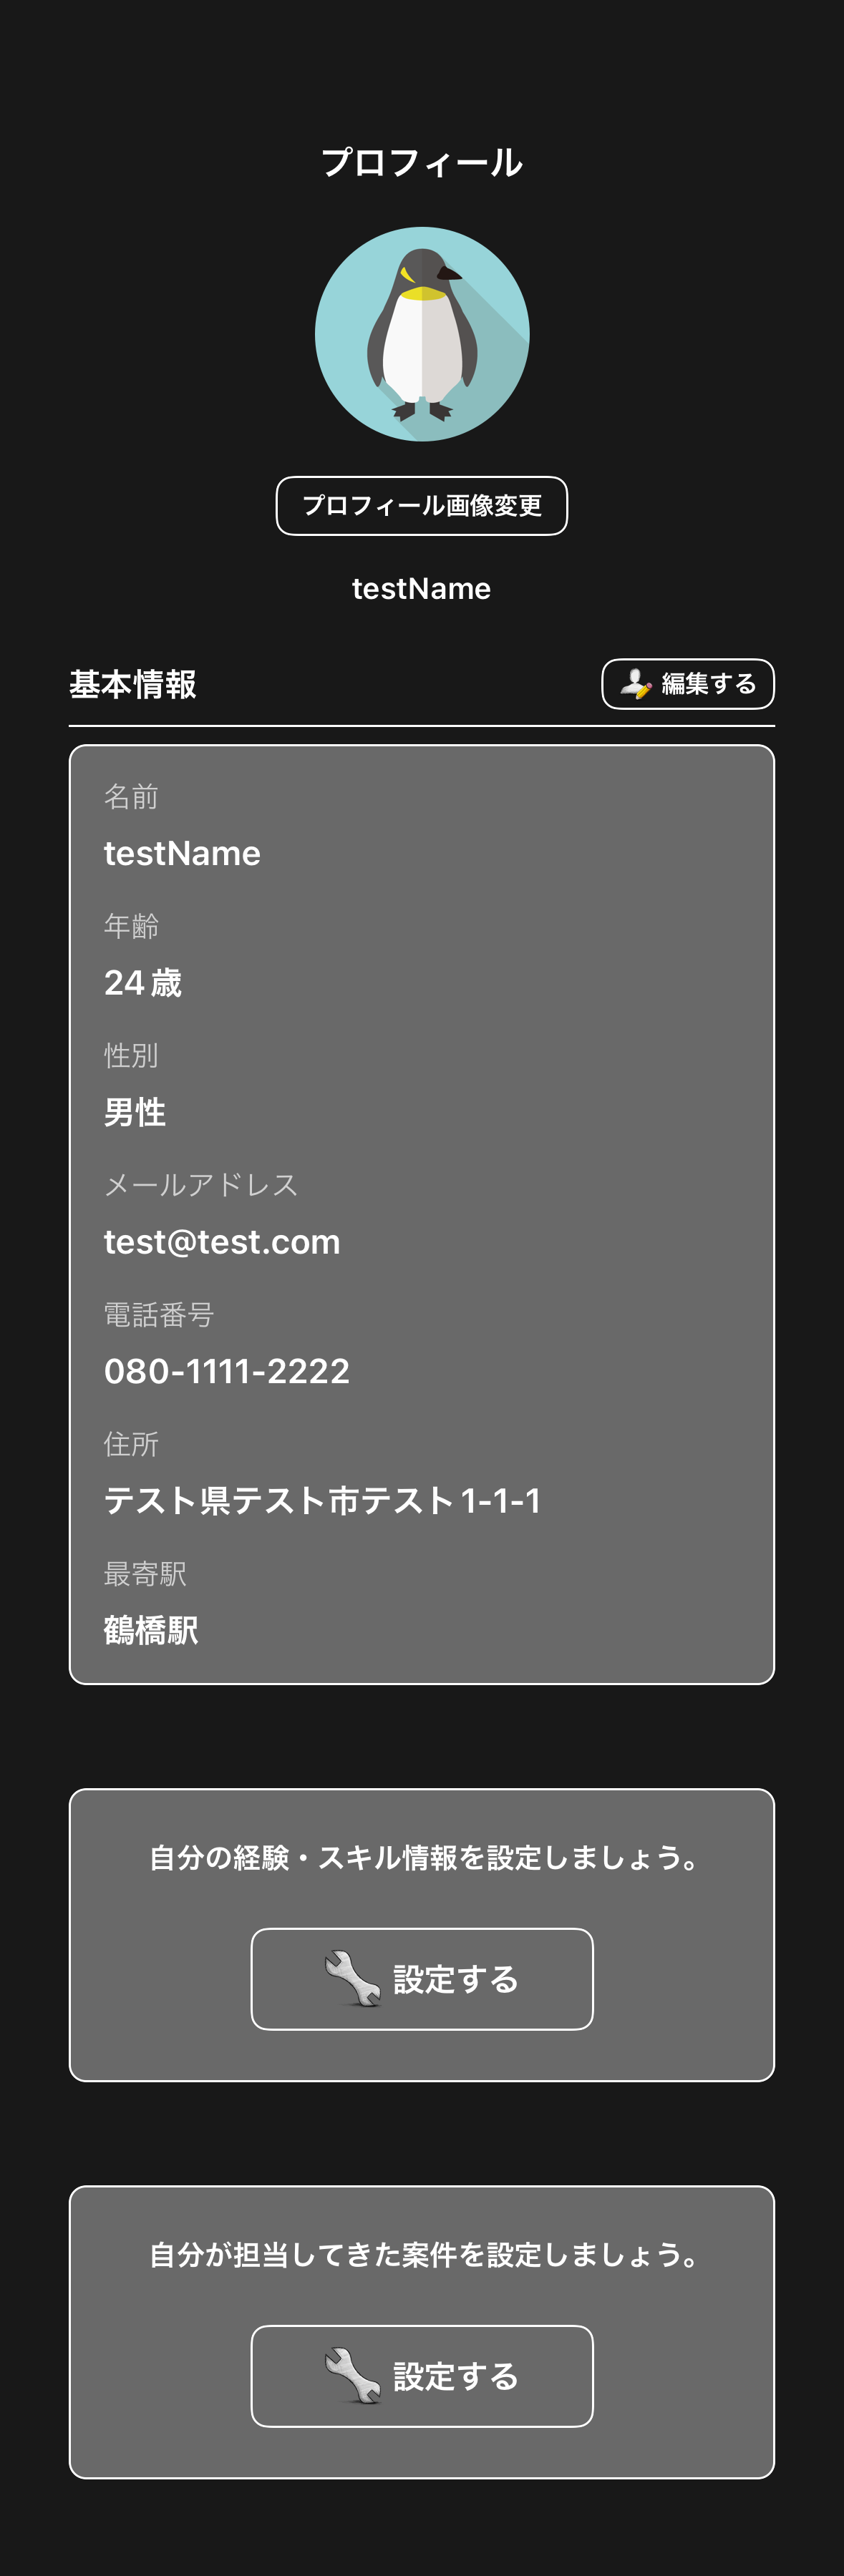 プロフィール
プロフィール画像変更
testName
基本情報
編集する
名前
testName
年齢
24歳
性別
男性
メールアドレス
test@test.com
電話番号
080-1111-2222
住所
テスト県テスト市テスト1-1-1
最寄駅
鶴橋駅
自分の経験・スキル情報を設定しましょう。
設定する
自分が担当してきた案件を設定しましょう。
設定する